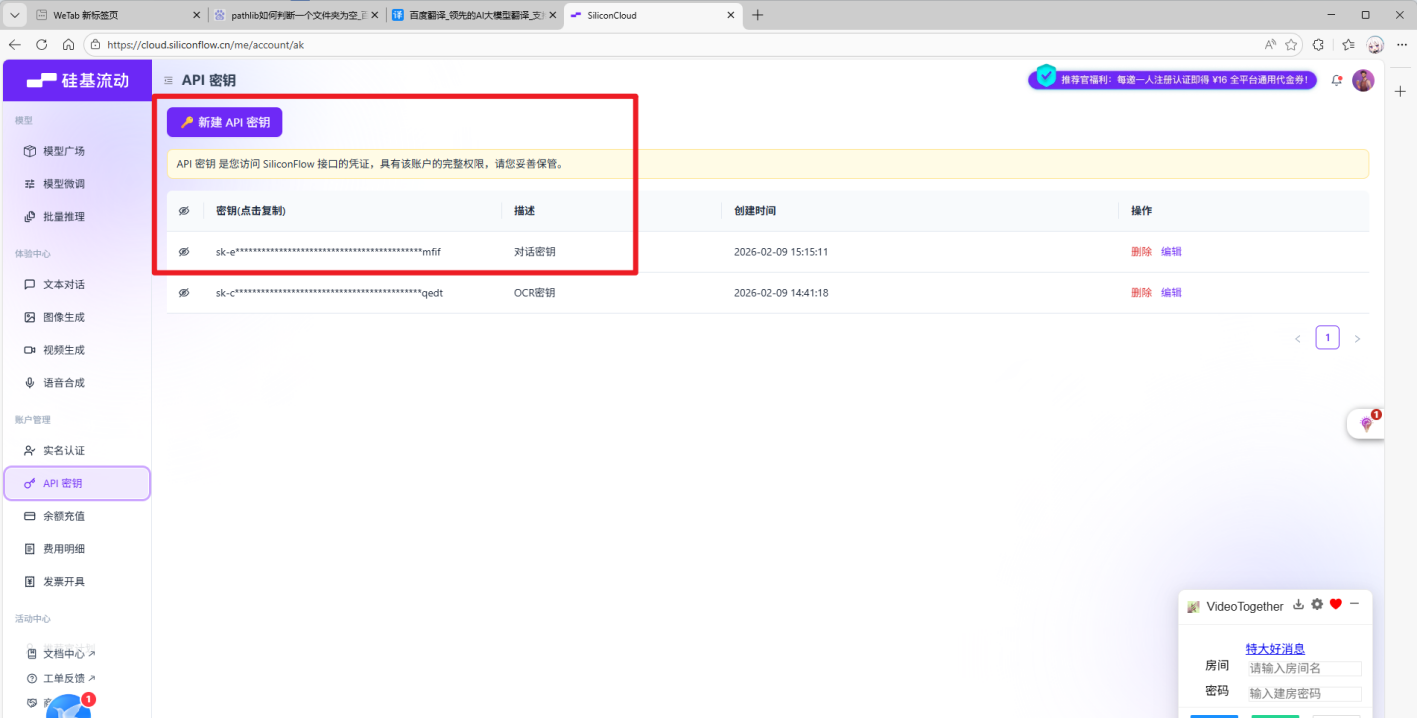 WeTab 新标签页
pathlib如何判断一个文件夹为空_百
百度翻译_领先的AI大模型翻译_支
SiliconCloud
https://cloud.siliconflow.cn/me/account/ak
硅基流动
API 密钥
推荐官福利：每邀一人注册认证即得 ¥16 全平台通用代金券！
模型
模型广场
模型微调
批量推理
体验中心
文本对话
图像生成
视频生成
语音合成
账户管理
实名认证
API 密钥
余额充值
费用明细
发票开具
活动中心
文档中心
工单反馈
1
新建 API 密钥
API 密钥 是您访问 SiliconFlow 接口的凭证，具有该账户的完整权限，请您妥善保管。
密钥(点击复制) 描述 创建时间 操作
sk-e*******************************************mfif 对话密钥 2026-02-09 15:15:11 删除 编辑
sk-c*******************************************qedt OCR密钥 2026-02-09 14:41:18 删除 编辑
1
1
VideoTogether
特大好消息
房间 请输入房间名
密码 输入建房密码